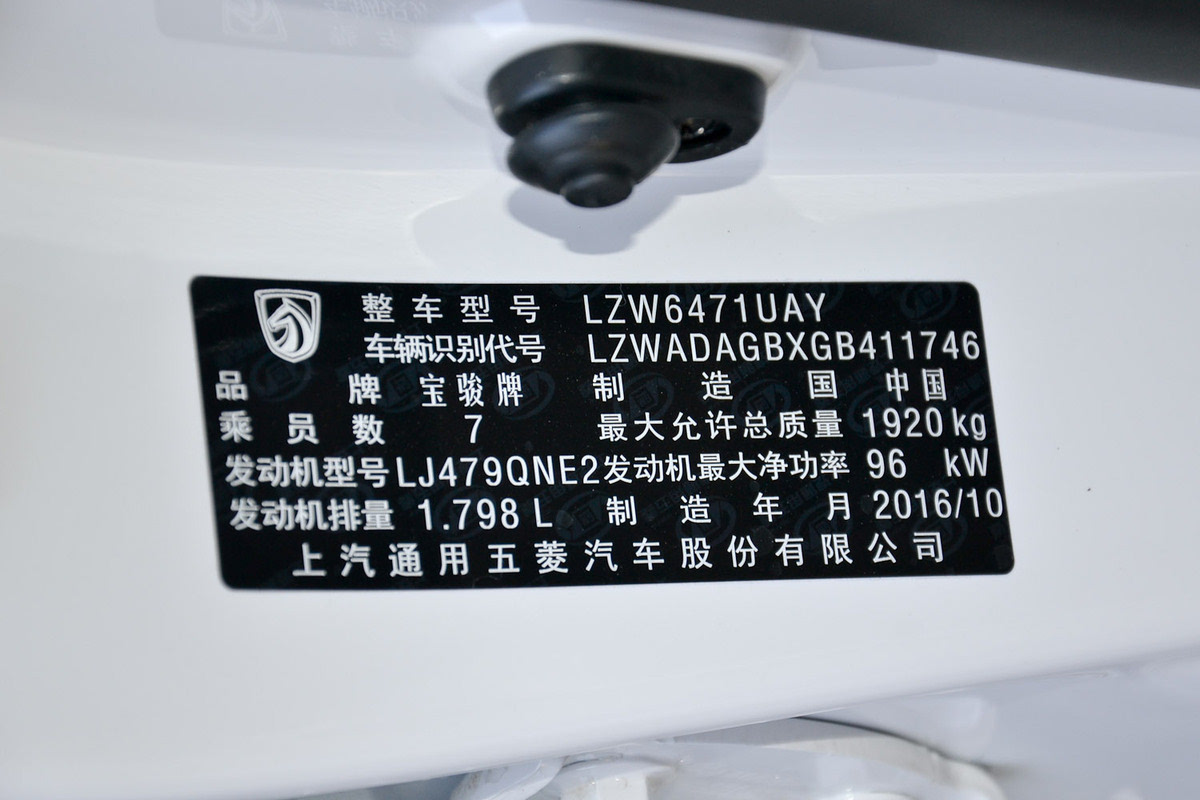 整车型号 LZW6471UAY
车辆识别代号 LZWADAGBXGB411746
品牌 宝骏牌 制造国 中国
乘员数 7 最大允许总质量 1920 kg
发动机型号 LJ479QNE2 发动机最大净功率 96 kW
发动机排量 1.798 L 制造年月 2016/10
上汽通用五菱汽车股份有限公司